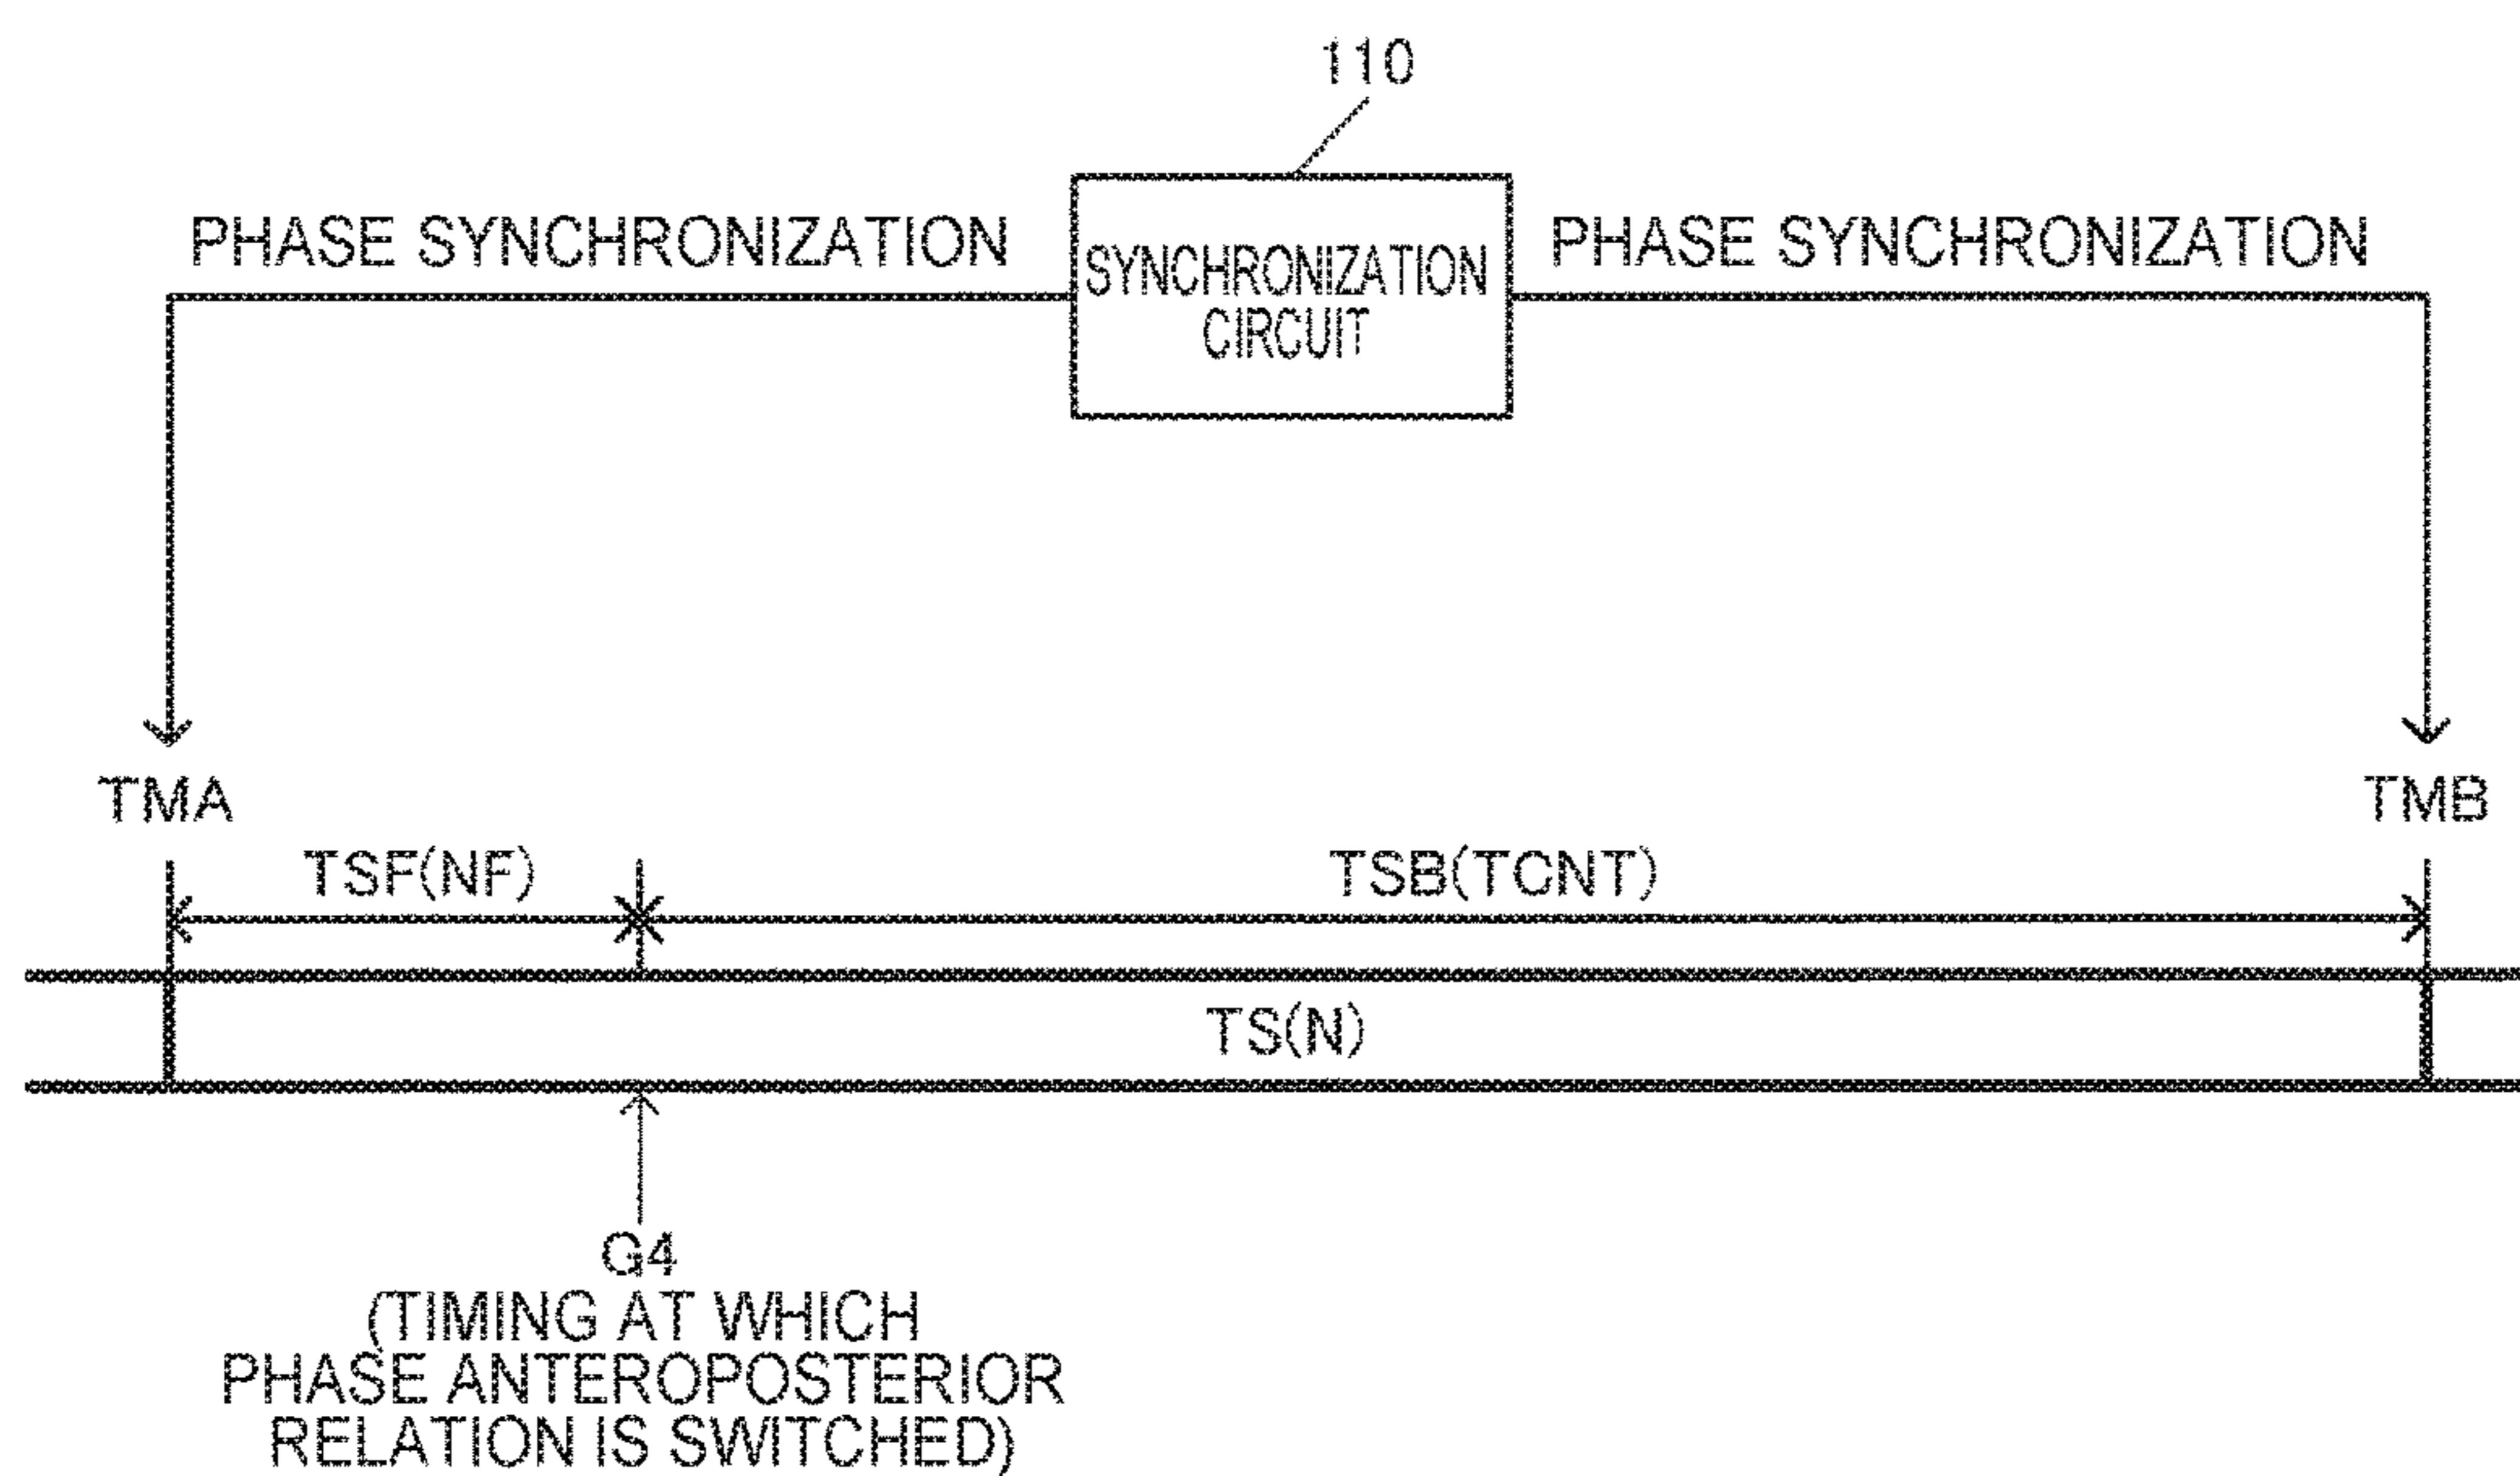 110
PHASE SYNCHRONIZATION
SYNCHRONIZATION
CIRCUIT
PHASE SYNCHRONIZATION
TMA
TMB
TSF(NF)
TSB(TCNT)
TS(N)
G4
(TIMING AT WHICH
PHASE ANTEROPOSTERIOR
RELATION IS SWITCHED)